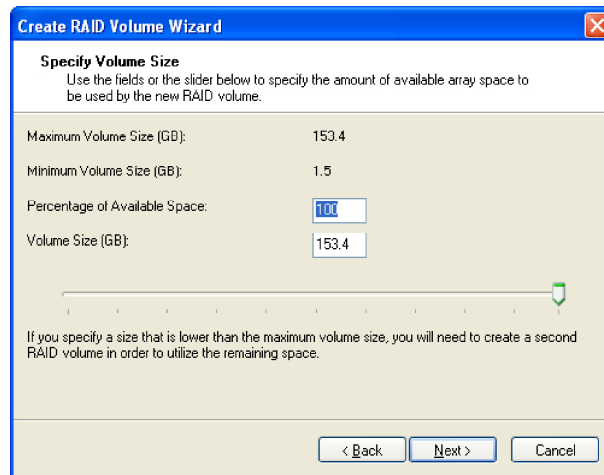 Create RAID Volume Wizard
Specify Volume Size
Use the fields or the slider below to specify the amount of available array space to
be used by the new RAID volume.
Maximum Volume Size (GB): 153.4
Minimum Volume Size (GB): 1.5
Percentage of Available Space: 100
Volume Size (GB): 153.4
If you specify a size that is lower than the maximum volume size, you will need to create a second
RAID volume in order to utilize the remaining space.
< Back Next > Cancel